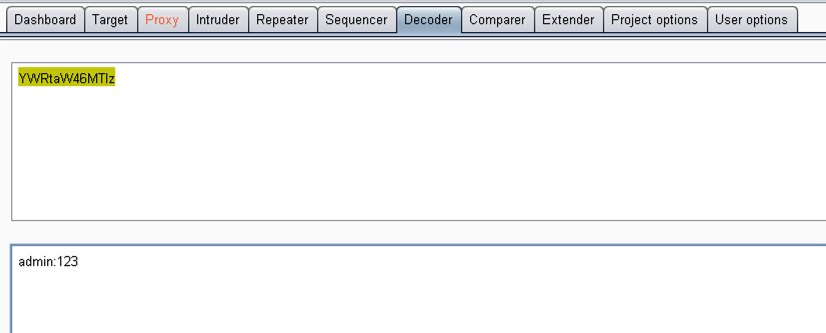 Dashboard Target Proxy Intruder Repeater Sequencer Decoder Comparer Extender Project options User options
YWRtaW46MTIz
admin:123